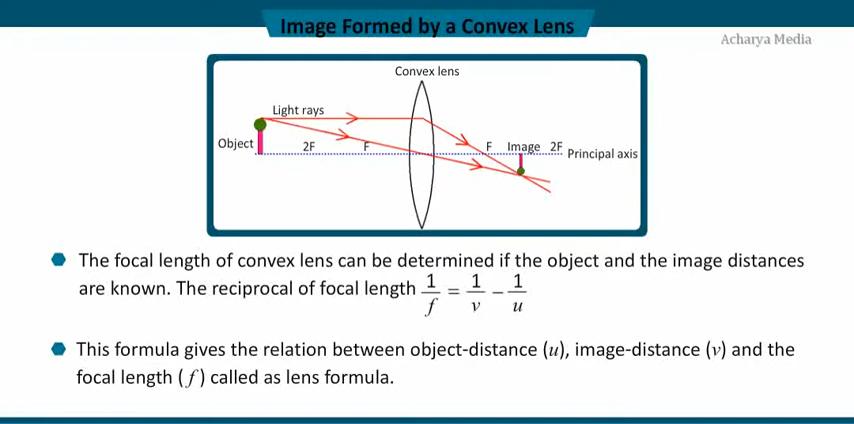 Image Formed by a Convex Lens
Acharya Media
Convex lens
Light rays
Object
2F
F
F
Image
2F
Principal axis
The focal length of convex lens can be determined if the object and the image distances
are known. The reciprocal of focal length 1/f = 1/v − 1/u
This formula gives the relation between object-distance (u), image-distance (v) and the
focal length (f) called as lens formula.